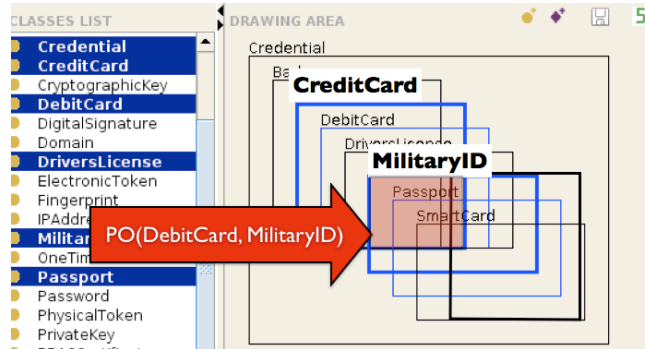 CLASSES LIST
Credential
CreditCard
CryptographicKey
DebitCard
DigitalSignature
Domain
DriversLicense
ElectronicToken
Fingerprint
Passport
Password
PhysicalToken
PrivateKey
DRAWING AREA
Credential
CreditCard
DebitCard
MilitaryID
Passport
SmartCard
PO(DebitCard, MilitaryID)